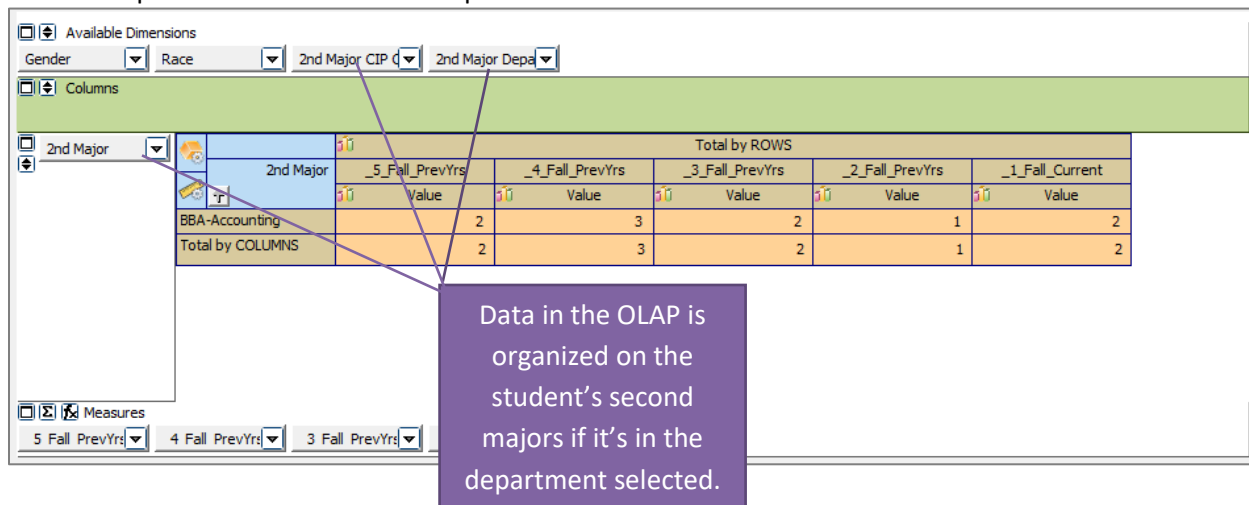 Available Dimensions
Gender Race 2nd Major CIP 2nd Major Depa
Columns
2nd Major
Total by ROWS
2nd Major _5_Fall_PrevYrs _4_Fall_PrevYrs _3_Fall_PrevYrs _2_Fall_PrevYrs _1_Fall_Current
Value Value Value Value Value
BBA-Accounting 2 3 2 1 2
Total by COLUMNS 2 3 2 1 2
Data in the OLAP is
organized on the
student’s second
majors if it’s in the
department selected.
Measures
5 Fall PrevYrs 4 Fall PrevYrs 3 Fall PrevYrs